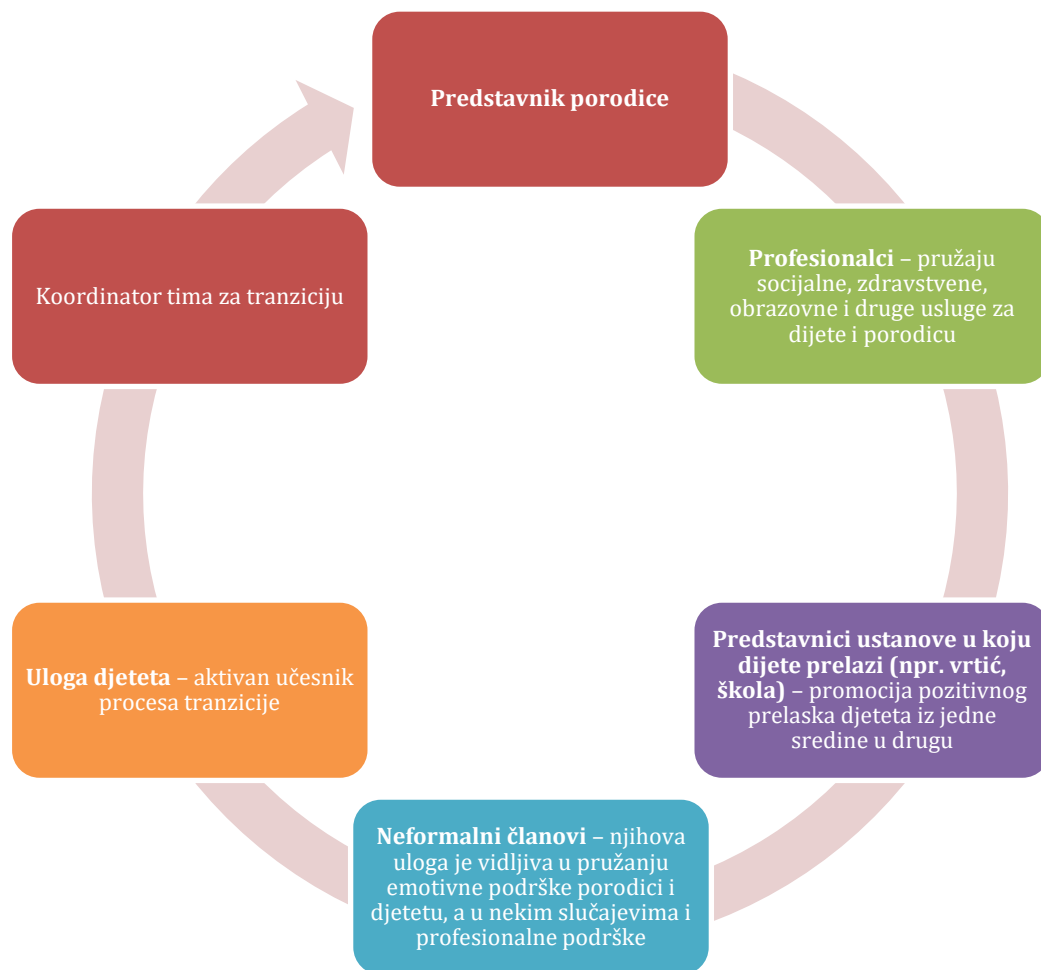 Predstavnik porodice
Profesionalci – pružaju
socijalne, zdravstvene,
obrazovne i druge usluge za
dijete i porodicu
Predstavnici ustanove u koju
dijete prelazi (npr. vrtić,
škola) – promocija pozitivnog
prelaska djeteta iz jedne
sredine u drugu
Neformalni članovi – njihova
uloga je vidljiva u pružanju
emotivne podrške porodici i
djetetu, a u nekim slučajevima i
profesionalne podrške
Uloga djeteta – aktivan učesnik
procesa tranzicije
Koordinator tima za tranziciju